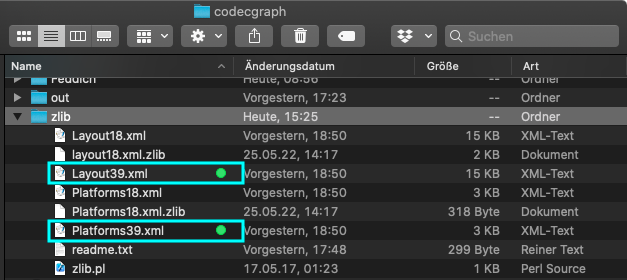 codecgraph
Suchen
Name Änderungsdatum Größe Art
Feddich Heute, 08:56 -- Ordner
out Vorgestern, 17:23 -- Ordner
zlib Heute, 15:25 -- Ordner
Layout18.xml Vorgestern, 18:50 15 KB XML-Text
layout18.xml.zlib 25.05.22, 14:17 2 KB Dokument
Layout39.xml Vorgestern, 18:50 15 KB XML-Text
Platforms18.xml Vorgestern, 18:50 3 KB XML-Text
Platforms18.xml.zlib 25.05.22, 14:17 318 Byte Dokument
Platforms39.xml Vorgestern, 18:50 3 KB XML-Text
readme.txt Vorgestern, 17:48 299 Byte Reiner Text
zlib.pl 17.05.17, 01:23 1 KB Perl Source